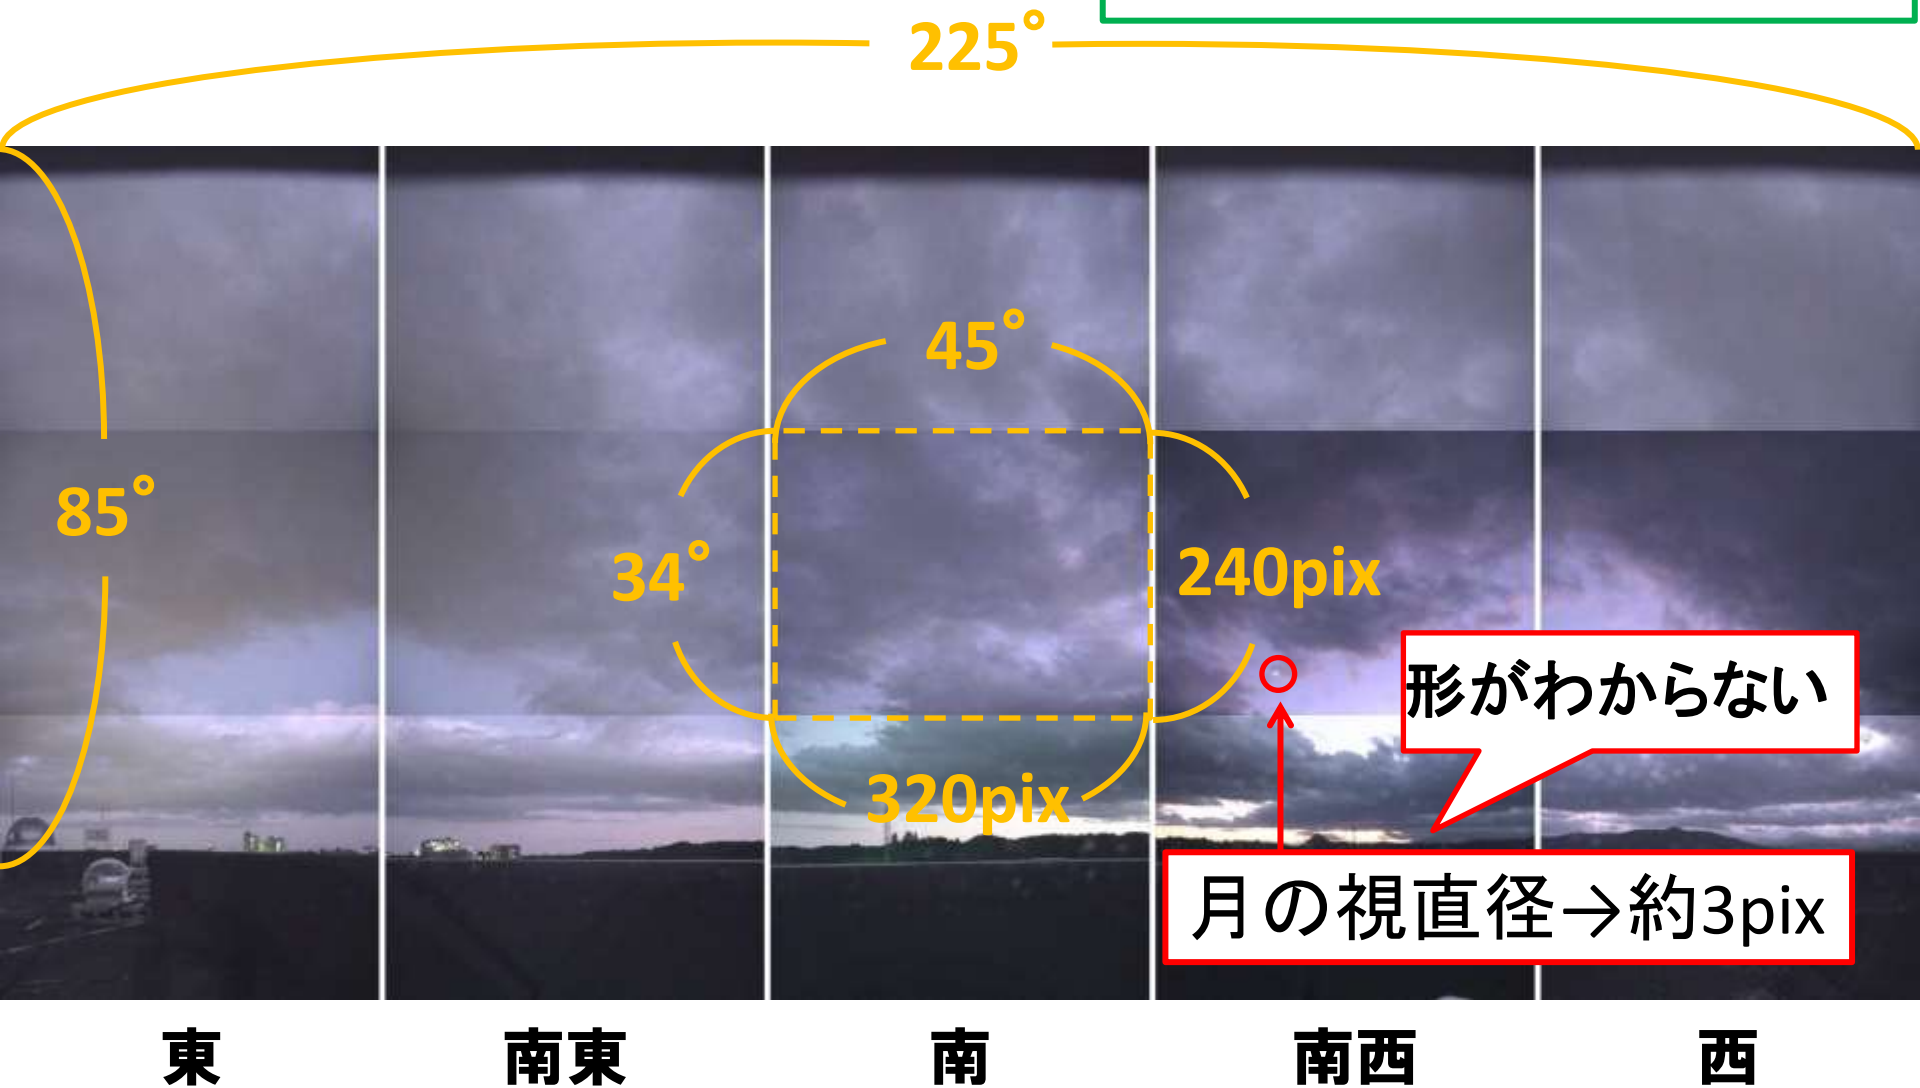 225°
45°
85°
34°
240pix
形がわからない
320pix
月の視直径→約3pix
東
南東
南
南西
西